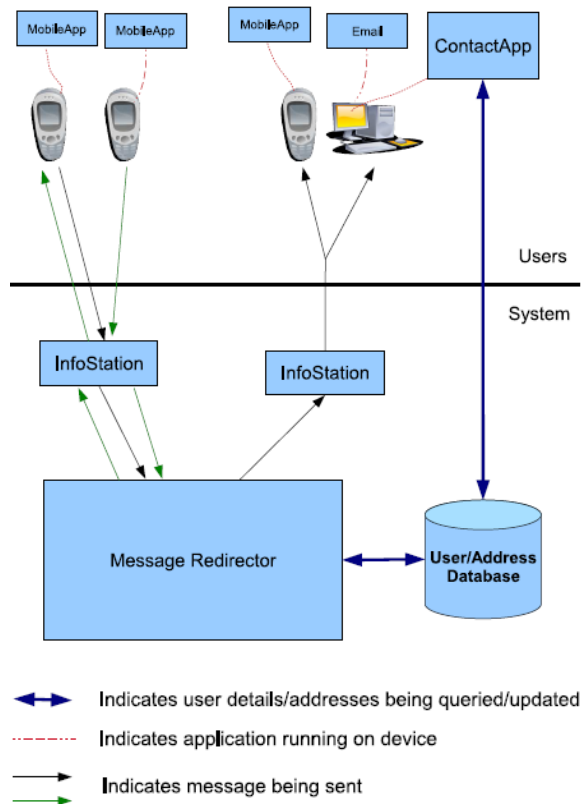 MobileApp
MobileApp
MobileApp
Email
ContactApp
Users
System
InfoStation
InfoStation
Message Redirector
User/Address
Database
Indicates user details/addresses being queried/updated
Indicates application running on device
Indicates message being sent